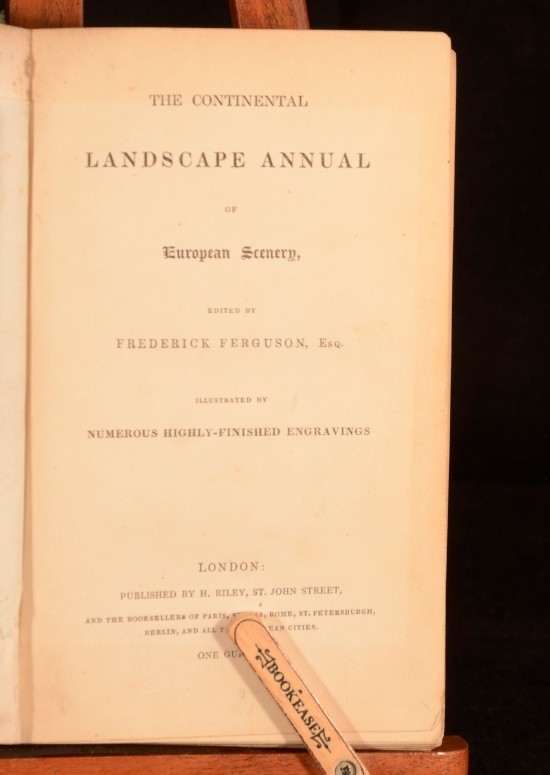 THE CONTINENTAL
LANDSCAPE ANNUAL
OF
European Scenery,
EDITED BY
FREDERICK FERGUSON, Esq.
ILLUSTRATED BY
NUMEROUS HIGHLY-FINISHED ENGRAVINGS
LONDON:
PUBLISHED BY H. RILEY, ST. JOHN STREET,
AND THE BOOKSELLERS OF PARIS, ROME, ST. PETERSBURGH,
BERLIN, AND ALL CITIES.
ONE
BOOKEASE